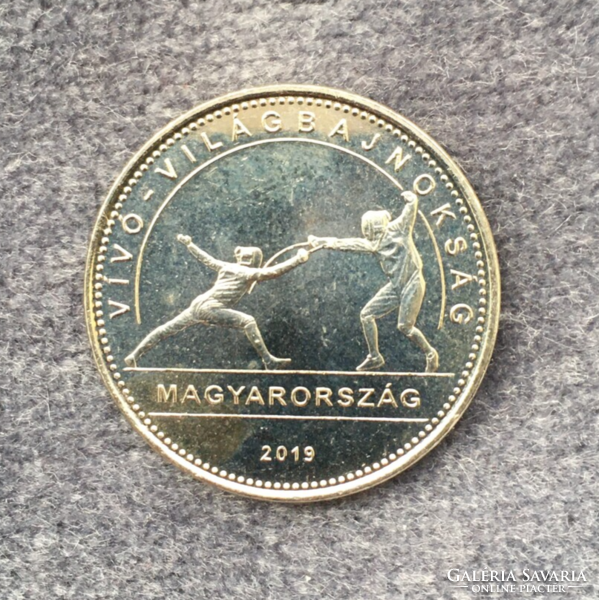 VÍVÓ - VILÁGBAJNOKSÁG
MAGYARORSZÁG
2019
GALÉRIA SAVARIA
ONLINE PIACTÉR